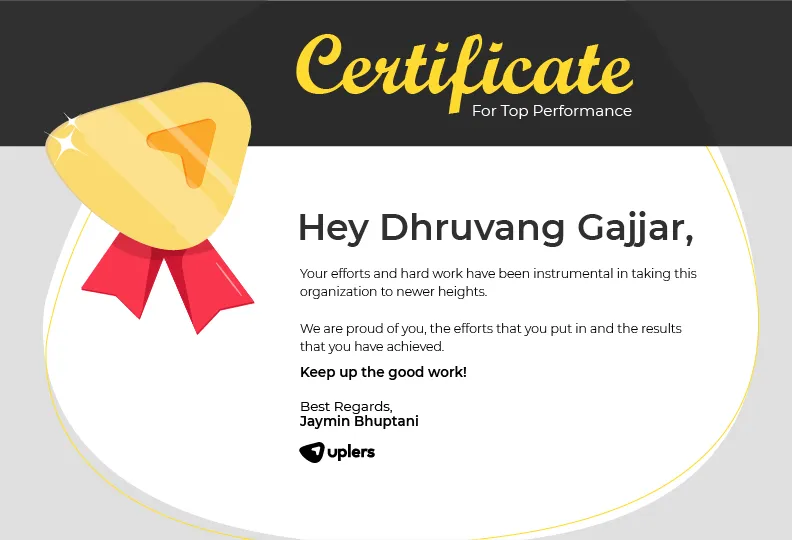 Certificate
For Top Performance
Hey Dhruvang Gajjar,
Your efforts and hard work have been instrumental in taking this
organization to newer heights.
We are proud of you, the efforts that you put in and the results
that you have achieved.
Keep up the good work!
Best Regards,
Jaymin Bhuptani
uplers